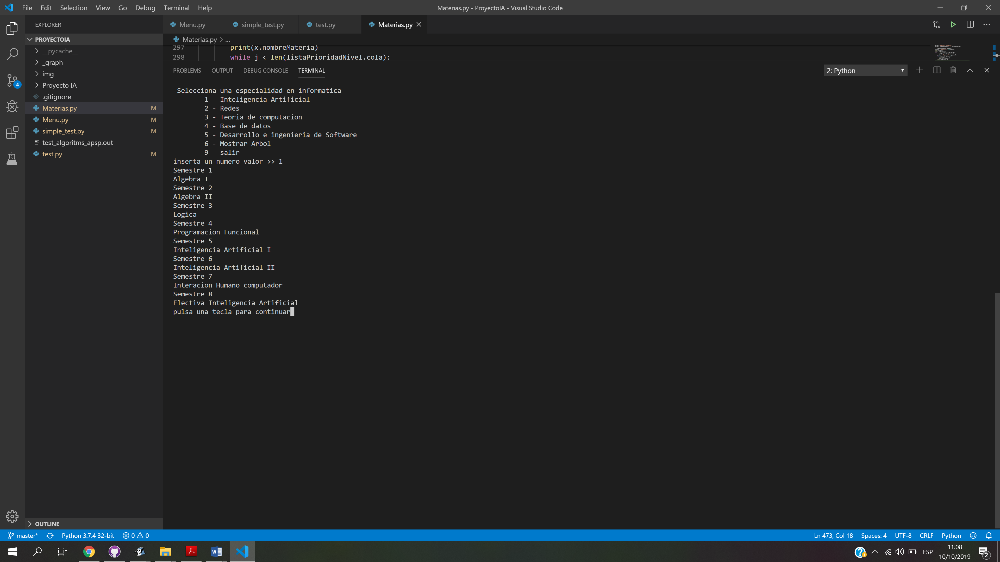 File Edit Selection View Go Debug Terminal Help
Materias.py - ProyectoIA - Visual Studio Code
EXPLORER
PROYECTOIA
__pycache__
_graph
img
Proyecto IA
.gitignore
Materias.py M
Menu.py M
simple_test.py M
test_algoritms_apsp.out
test.py M
OUTLINE
4
Menu.py simple_test.py test.py Materias.py
Materias.py > ...
297 print(x.nombreMateria)
298 while j < len(listaPrioridadNivel.cola):
PROBLEMS OUTPUT DEBUG CONSOLE TERMINAL
2: Python
Selecciona una especialidad en informatica
1 - Inteligencia Artificial
2 - Redes
3 - Teoria de computacion
4 - Base de datos
5 - Desarrollo e ingenieria de Software
6 - Mostrar Arbol
9 - salir
inserta un numero valor >> 1
Semestre 1
Algebra I
Semestre 2
Algebra II
Semestre 3
Logica
Semestre 4
Programacion Funcional
Semestre 5
Inteligencia Artificial I
Semestre 6
Inteligencia Artificial II
Semestre 7
Interacion Humano computador
Semestre 8
Electiva Inteligencia Artificial
pulsa una tecla para continuar
master* Python 3.7.4 32-bit 0 0
Ln 473, Col 18 Spaces: 4 UTF-8 CRLF Python
ESP
11:08
10/10/2019
2